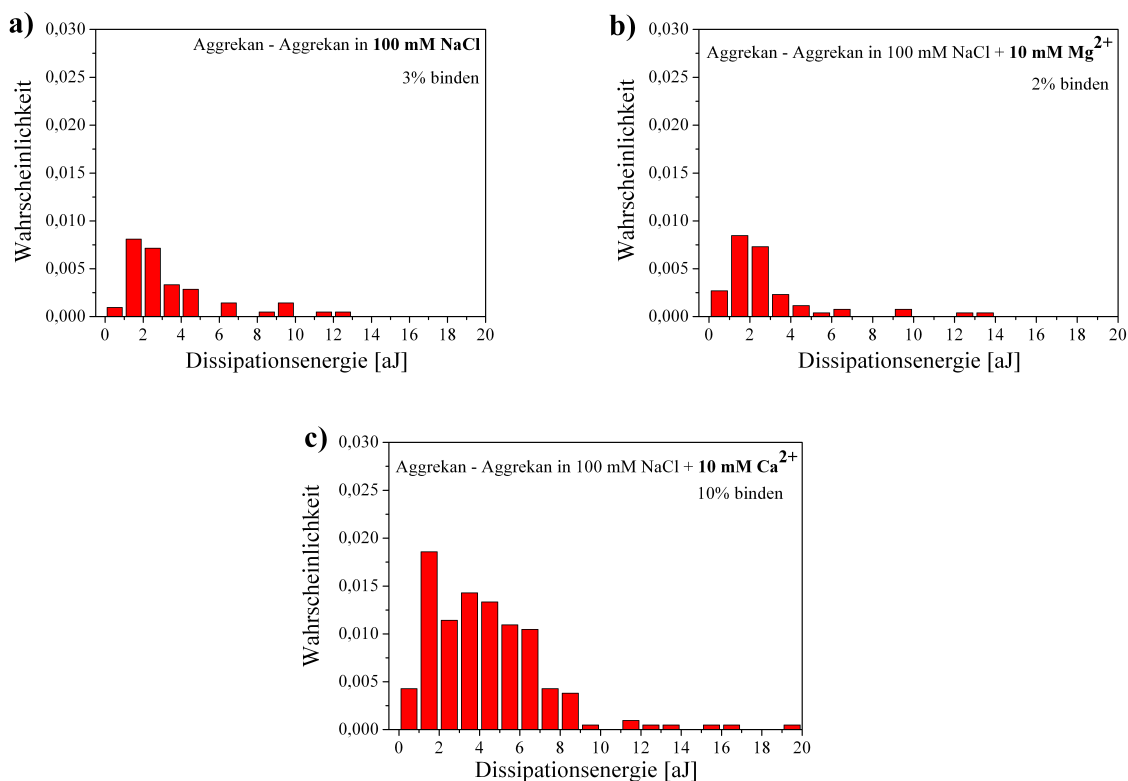 a)
0,030
0,025
0,020
0,015
0,010
0,005
0,000
Wahrscheinlichkeit
Aggrekan - Aggrekan in 100 mM NaCl
3% binden
0 2 4 6 8 10 12 14 16 18 20
Dissipationsenergie [aJ]
b)
0,030
0,025
0,020
0,015
0,010
0,005
0,000
Wahrscheinlichkeit
Aggrekan - Aggrekan in 100 mM NaCl + 10 mM Mg2+
2% binden
0 2 4 6 8 10 12 14 16 18 20
Dissipationsenergie [aJ]
c)
0,030
0,025
0,020
0,015
0,010
0,005
0,000
Wahrscheinlichkeit
Aggrekan - Aggrekan in 100 mM NaCl + 10 mM Ca2+
10% binden
0 2 4 6 8 10 12 14 16 18 20
Dissipationsenergie [aJ]